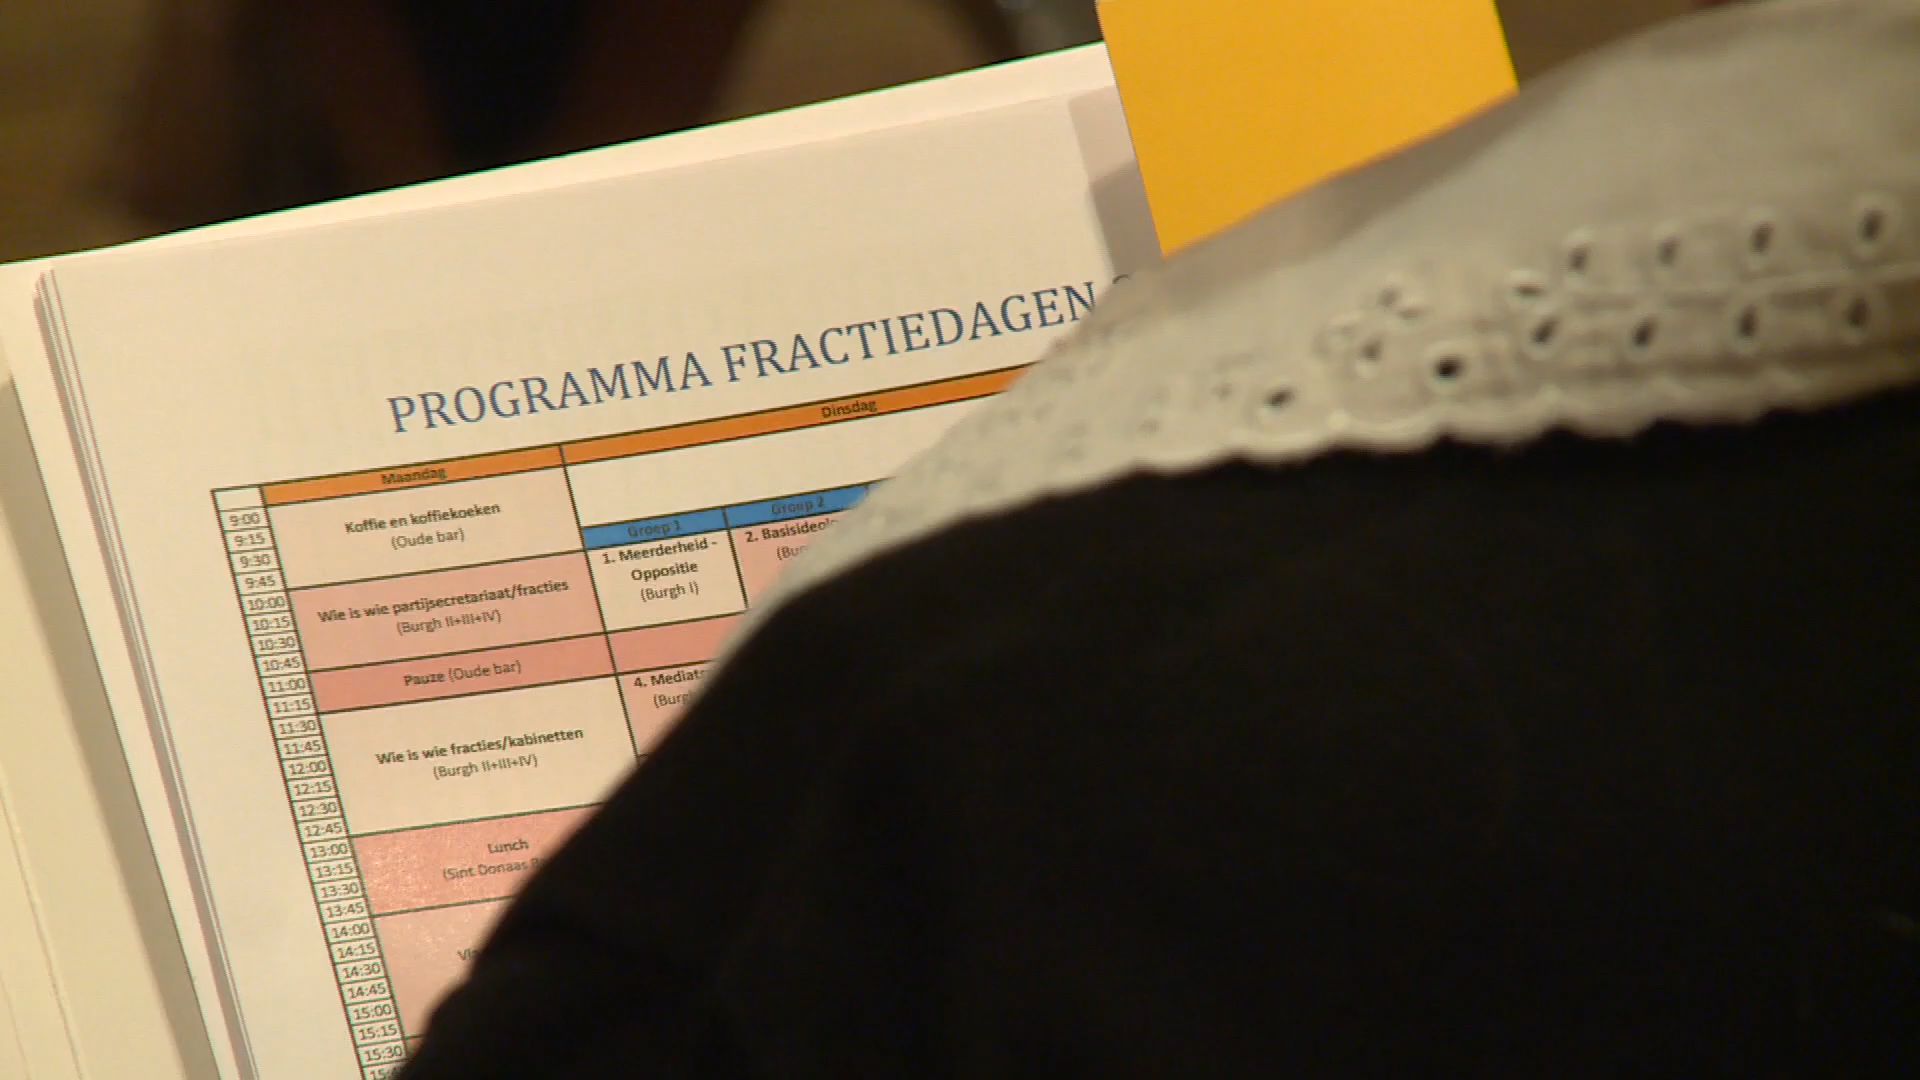 PROGRAMMA FRACTIEDAGEN
Maandag
Dinsdag
Groep 1
Groep 2
9:00
9:15
9:30
9:45
10:00
10:15
10:30
10:45
11:00
11:15
11:30
11:45
12:00
12:15
12:30
12:45
13:00
13:15
13:30
13:45
14:00
14:15
14:30
14:45
15:00
15:15
15:30
Koffie en koffiekoeken
(Oude bar)
Wie is wie partijsecretariaat/fracties
(Burgh II+III+IV)
Pauze (Oude bar)
Wie is wie fracties/kabinetten
(Burgh II+III+IV)
Lunch
(Sint Donaas
1. Meerderheid -
Oppositie
(Burgh I)
2.
4.
(Burgh